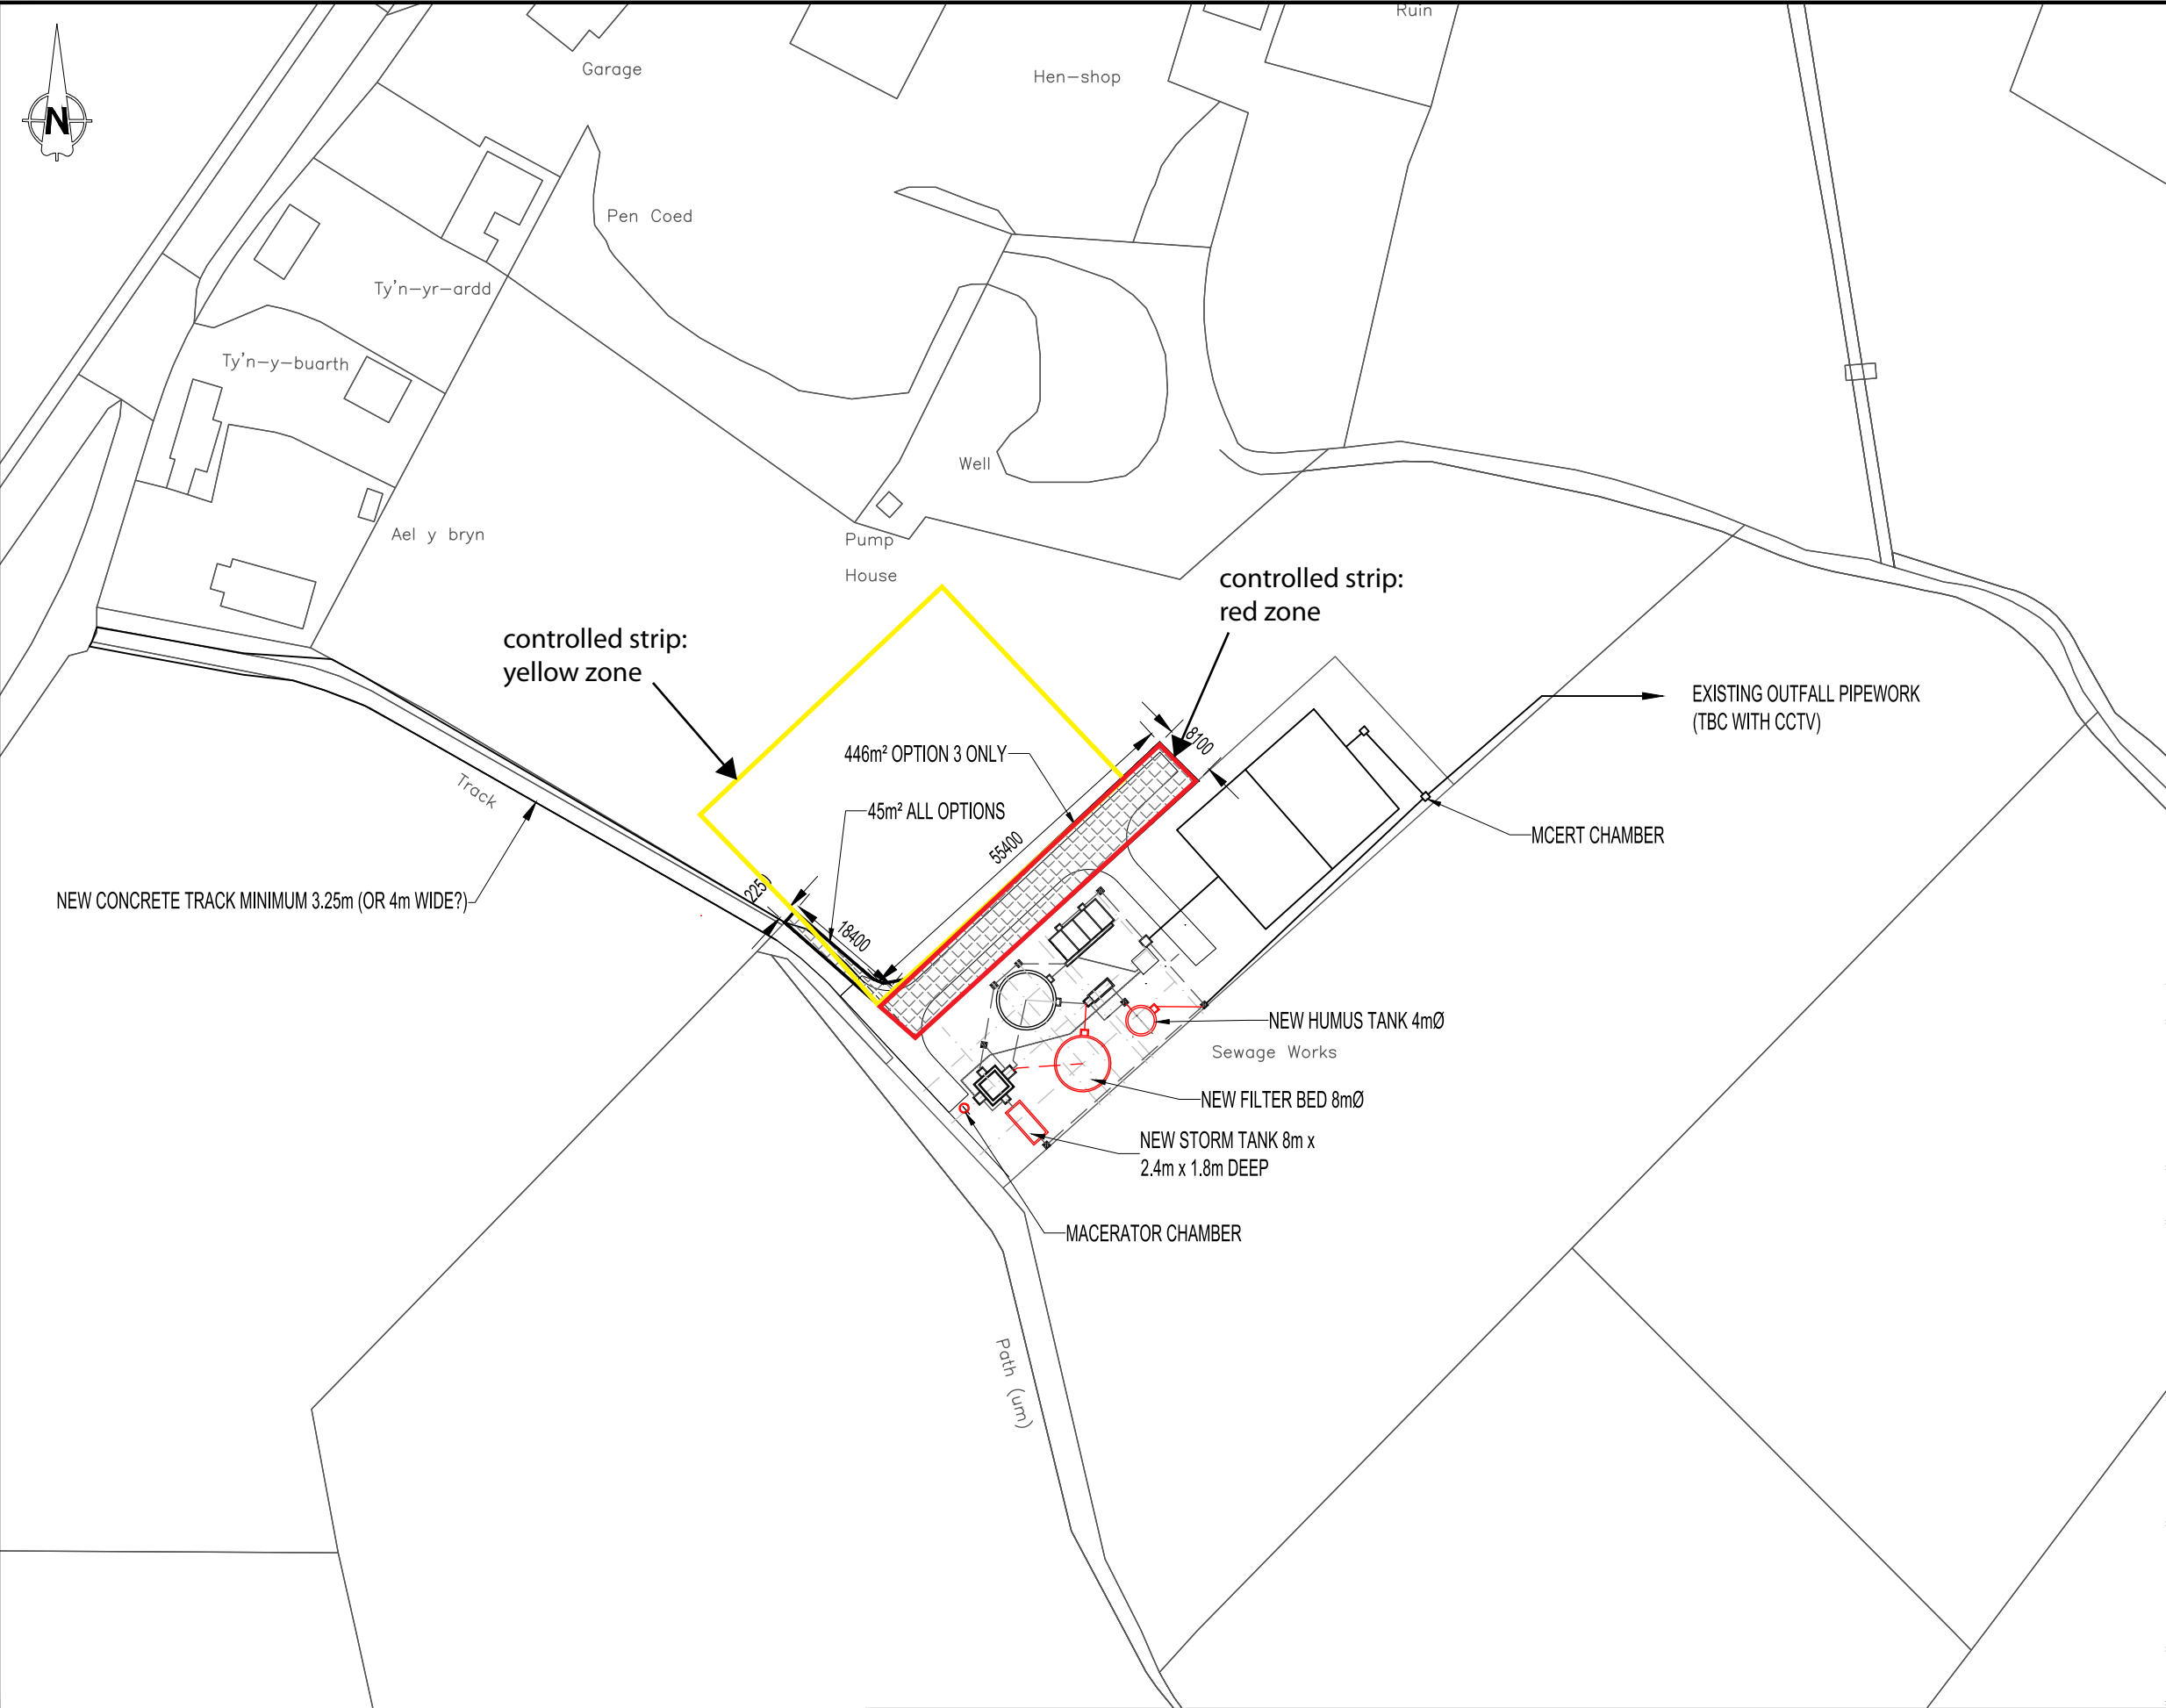 Ruin
Garage
Hen-shop
N
Pen Coed
Ty'n-yr-ardd
Ty'n-y-buarth
Well
Ael y bryn
Pump
House
controlled strip:
red zone
controlled strip:
yellow zone
EXISTING OUTFALL PIPEWORK
(TBC WITH CCTV)
8100
446m² OPTION 3 ONLY
Track
45m² ALL OPTIONS
MCERT CHAMBER
55400
NEW CONCRETE TRACK MINIMUM 3.25m (OR 4m WIDE?)
2250
18400
NEW HUMUS TANK 4mØ
Sewage Works
NEW FILTER BED 8mØ
NEW STORM TANK 8m x
2.4m x 1.8m DEEP
MACERATOR CHAMBER
Path (um)